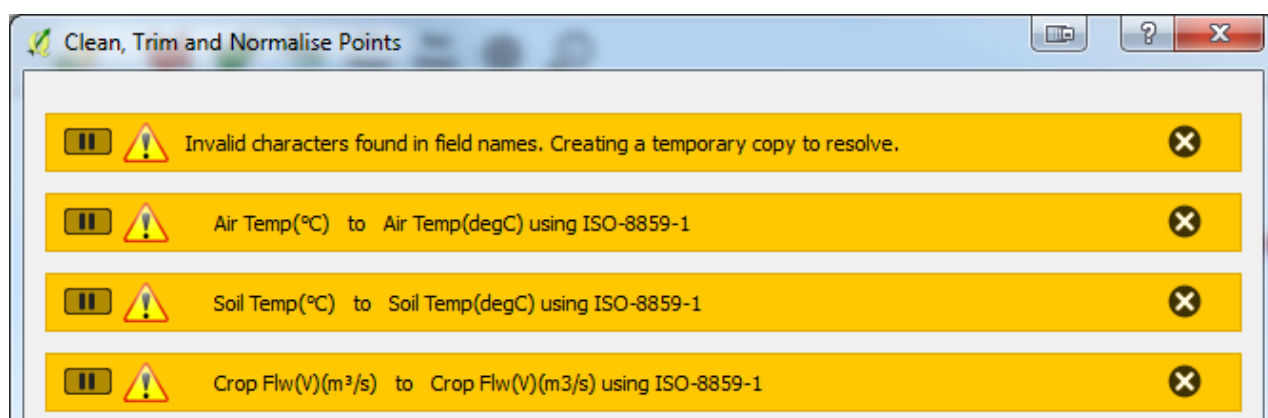 Clean, Trim and Normalise Points
Invalid characters found in field names. Creating a temporary copy to resolve.
Air Temp(°C) to Air Temp(degC) using ISO-8859-1
Soil Temp(°C) to Soil Temp(degC) using ISO-8859-1
Crop Flw(V)(m³/s) to Crop Flw(V)(m3/s) using ISO-8859-1